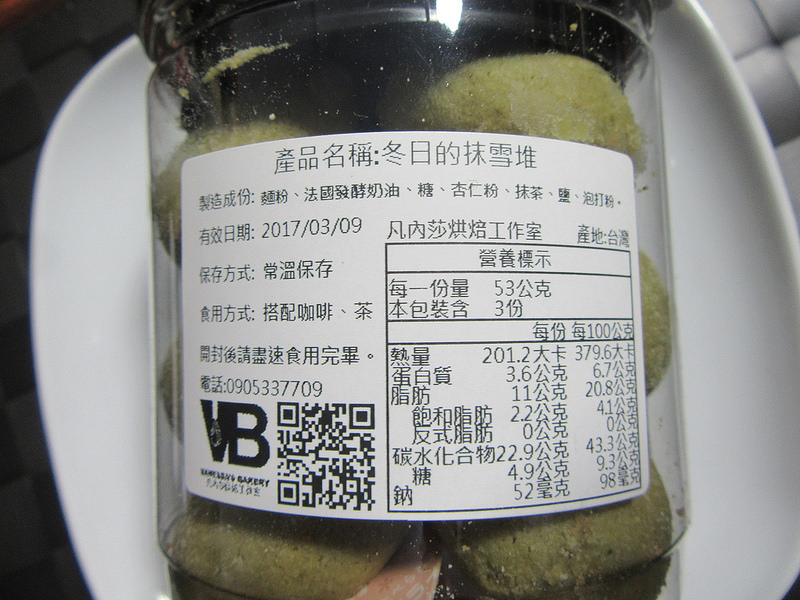 產品名稱:冬日的抹雪堆
製造成份: 麵粉、法國發酵奶油、糖、杏仁粉、抹茶、鹽、泡打粉。
有效日期: 2017/03/09
保存方式: 常溫保存
食用方式: 搭配咖啡、茶
開封後請盡速食用完畢。
電話:0905337709
VB
VANESSA'S BAKERY
凡內莎烘焙工作室
凡內莎烘焙工作室 產地:台灣
營養標示
每一份量 53公克
本包裝含 3份
每份 每100公克
熱量 201.2大卡 379.6大卡
蛋白質 3.6公克 6.7公克
脂肪 11公克 20.8公克
飽和脂肪 2.2公克 4.1公克
反式脂肪 0公克 0公克
碳水化合物22.9公克 43.3公克
糖 4.9公克 9.3公克
鈉 52毫克 98毫克